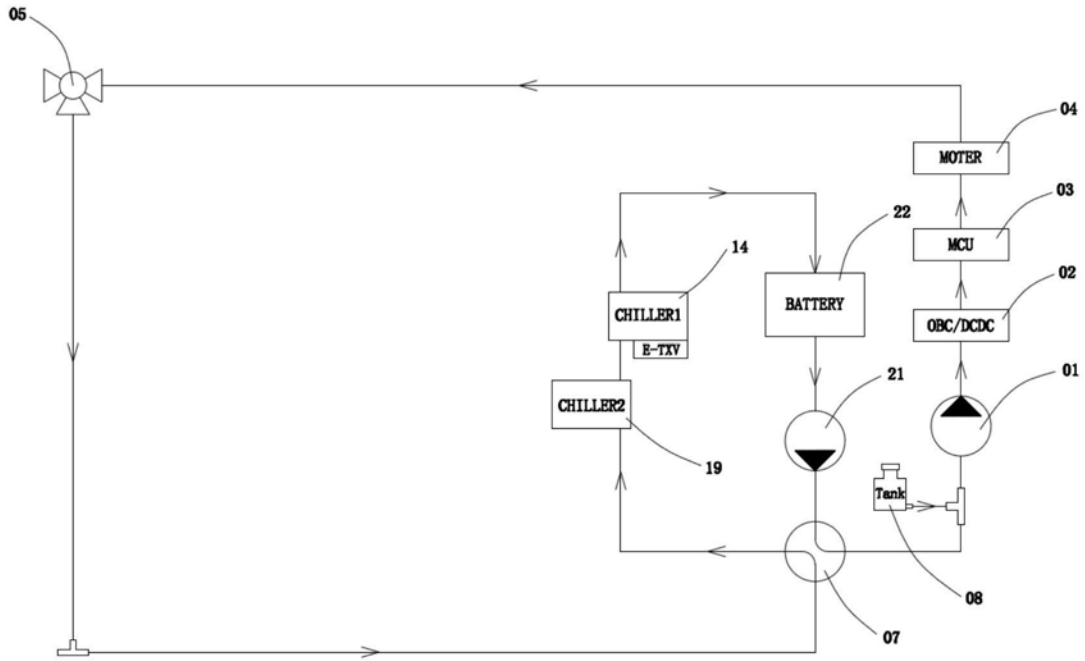 05
04
MOTER
03
MCU
22
14
BATTERY
02
CHILLER1
OBC/DCDC
E-TXV
21
01
CHILLER2
19
Tank
08
07